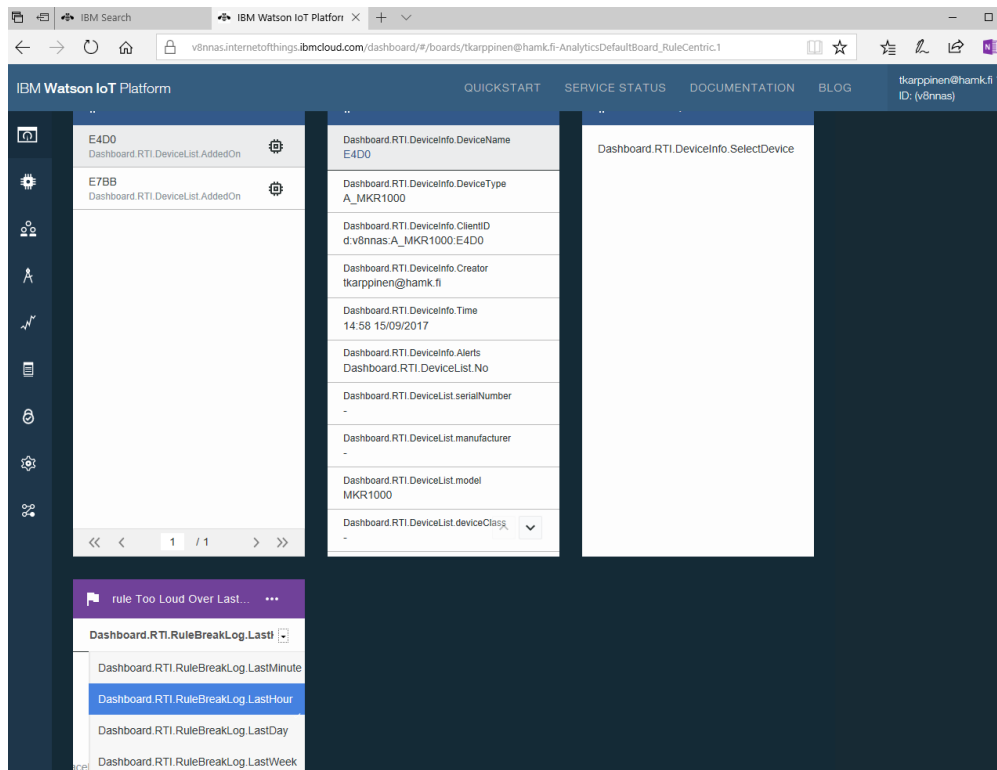 IBM Search
IBM Watson IoT Platforr
v8nnas.internetofthings.ibmcloud.com/dashboard/#/boards/tkarppinen@hamk.fi-AnalyticsDefaultBoard_RuleCentric.1
IBM Watson IoT Platform
QUICKSTART
SERVICE STATUS
DOCUMENTATION
BLOG
tkarppinen@hamk.fi
ID: (v8nnas)
E4D0
Dashboard.RTI.DeviceList.AddedOn
E7BB
Dashboard.RTI.DeviceList.AddedOn
1 / 1
Dashboard.RTI.DeviceInfo.DeviceName
E4D0
Dashboard.RTI.DeviceInfo.DeviceType
A_MKR1000
Dashboard.RTI.DeviceInfo.ClientID
d:v8nnas:A_MKR1000:E4D0
Dashboard.RTI.DeviceInfo.Creator
tkarppinen@hamk.fi
Dashboard.RTI.DeviceInfo.Time
14:58 15/09/2017
Dashboard.RTI.DeviceInfo.Alerts
Dashboard.RTI.DeviceList.No
Dashboard.RTI.DeviceList.serialNumber
-
Dashboard.RTI.DeviceList.manufacturer
-
Dashboard.RTI.DeviceList.model
MKR1000
Dashboard.RTI.DeviceList.deviceClass
-
Dashboard.RTI.DeviceInfo.SelectDevice
rule Too Loud Over Last... •••
Dashboard.RTI.RuleBreakLog.LastH
Dashboard.RTI.RuleBreakLog.LastMinute
Dashboard.RTI.RuleBreakLog.LastHour
Dashboard.RTI.RuleBreakLog.LastDay
Dashboard.RTI.RuleBreakLog.LastWeek